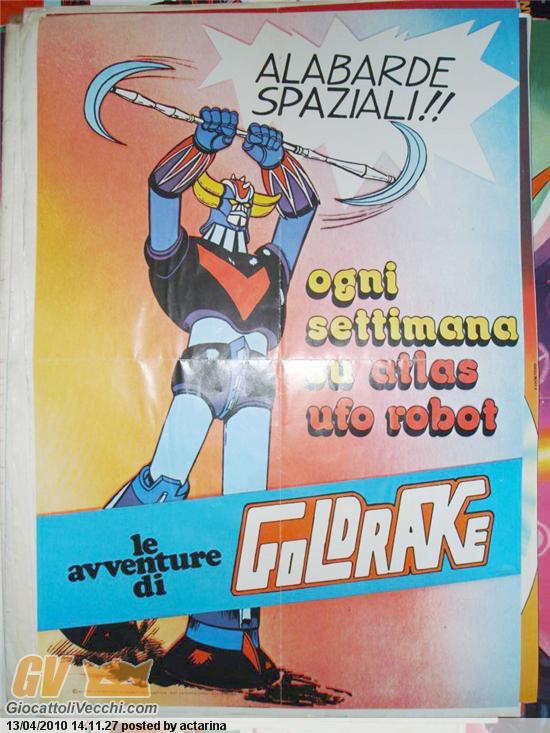 ALABARDE
SPAZIALI!!
ogni
settimana
su atlas
ufo robot
le
avventure
di
GOLDRAKE
GV
GiocattoliVecchi.com
13/04/2010 14.11.27 posted by actarina